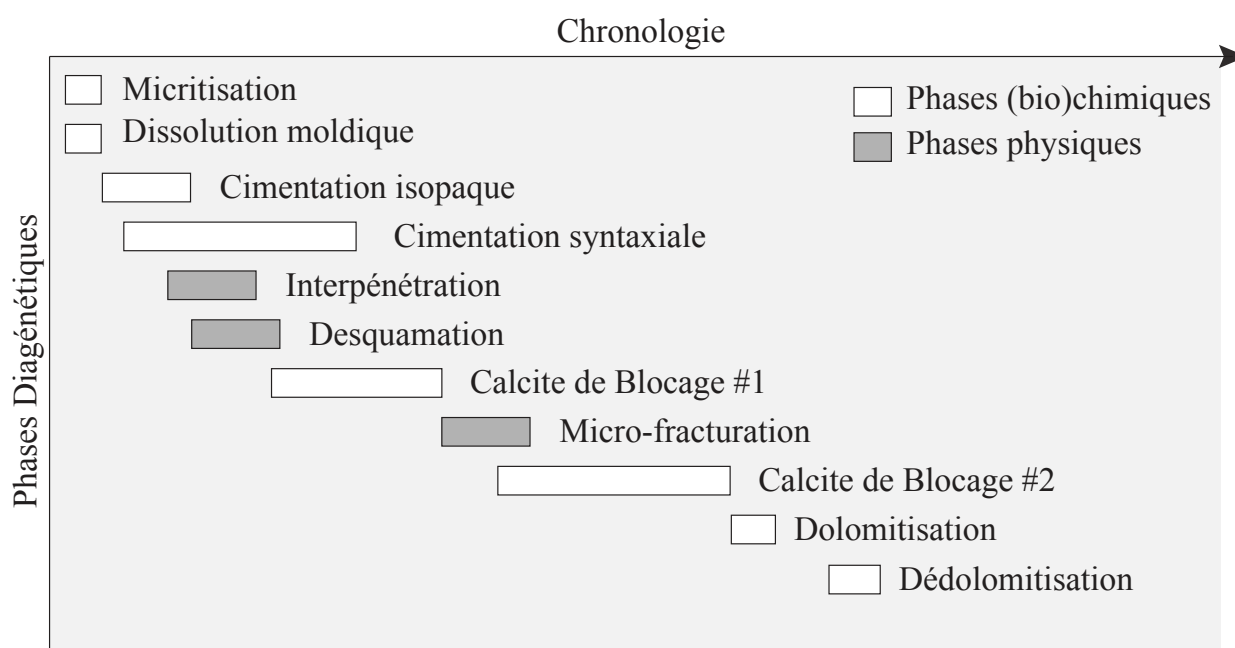 Chronologie
Micritisation
Phases (bio)chimiques
Dissolution moldique
Phases physiques
Cimentation isopaque
Cimentation syntaxiale
Interpénétration
Desquamation
Calcite de Blocage #1
Micro-fracturation
Calcite de Blocage #2
Dolomitisation
Dédolomitisation
Phases Diagénétiques